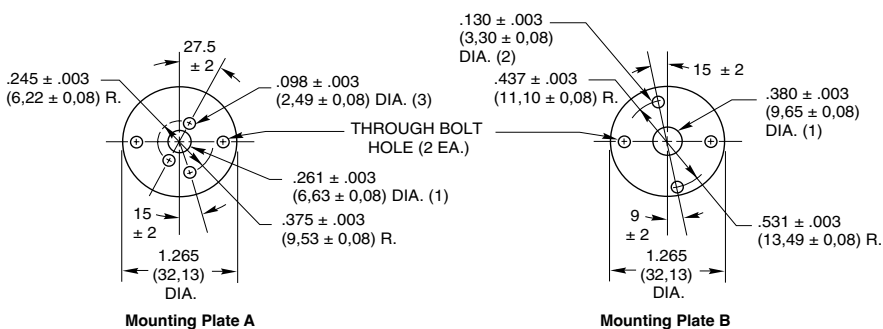 27.5
± 2
.245 ± .003
(6,22 ± 0,08) R.
.098 ± .003
(2,49 ± 0,08) DIA. (3)
THROUGH BOLT
HOLE (2 EA.)
.261 ± .003
(6,63 ± 0,08) DIA. (1)
15
± 2
.375 ± .003
(9,53 ± 0,08) R.
1.265
(32,13)
DIA.
Mounting Plate A
.130 ± .003
(3,30 ± 0,08)
DIA. (2)
15 ± 2
.437 ± .003
(11,10 ± 0,08) R.
.380 ± .003
(9,65 ± 0,08)
DIA. (1)
9
± 2
.531 ± .003
(13,49 ± 0,08) R.
1.265
(32,13)
DIA.
Mounting Plate B